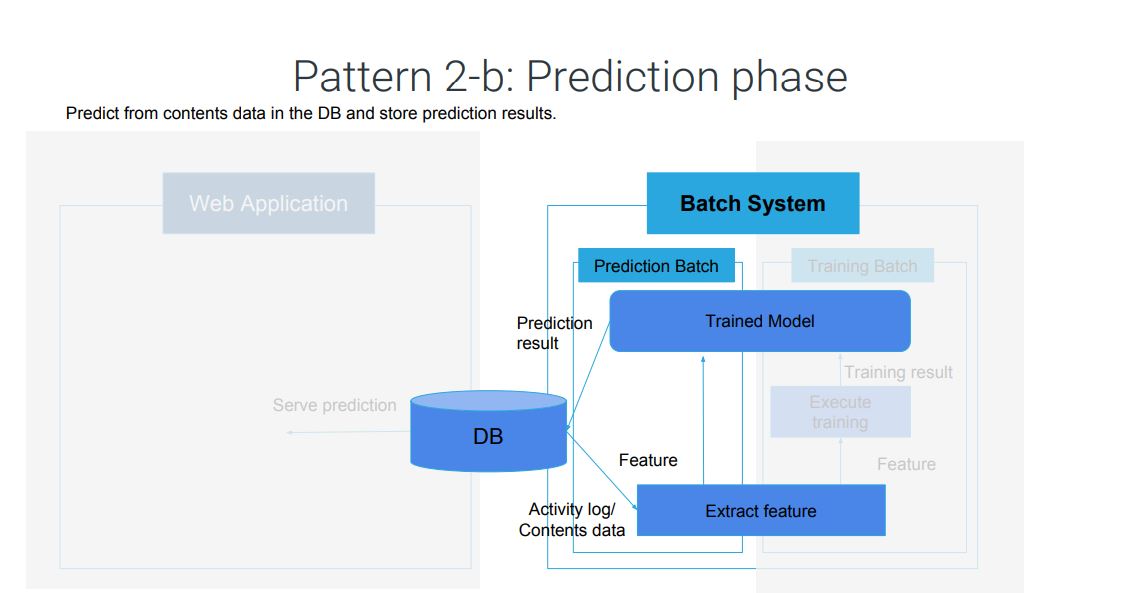 Pattern 2-b: Prediction phase
Predict from contents data in the DB and store prediction results.
Web Application
Batch System
Prediction Batch
Training Batch
Trained Model
Prediction
result
Training result
Execute
training
Serve prediction
DB
Feature
Feature
Activity log/
Contents data
Extract feature